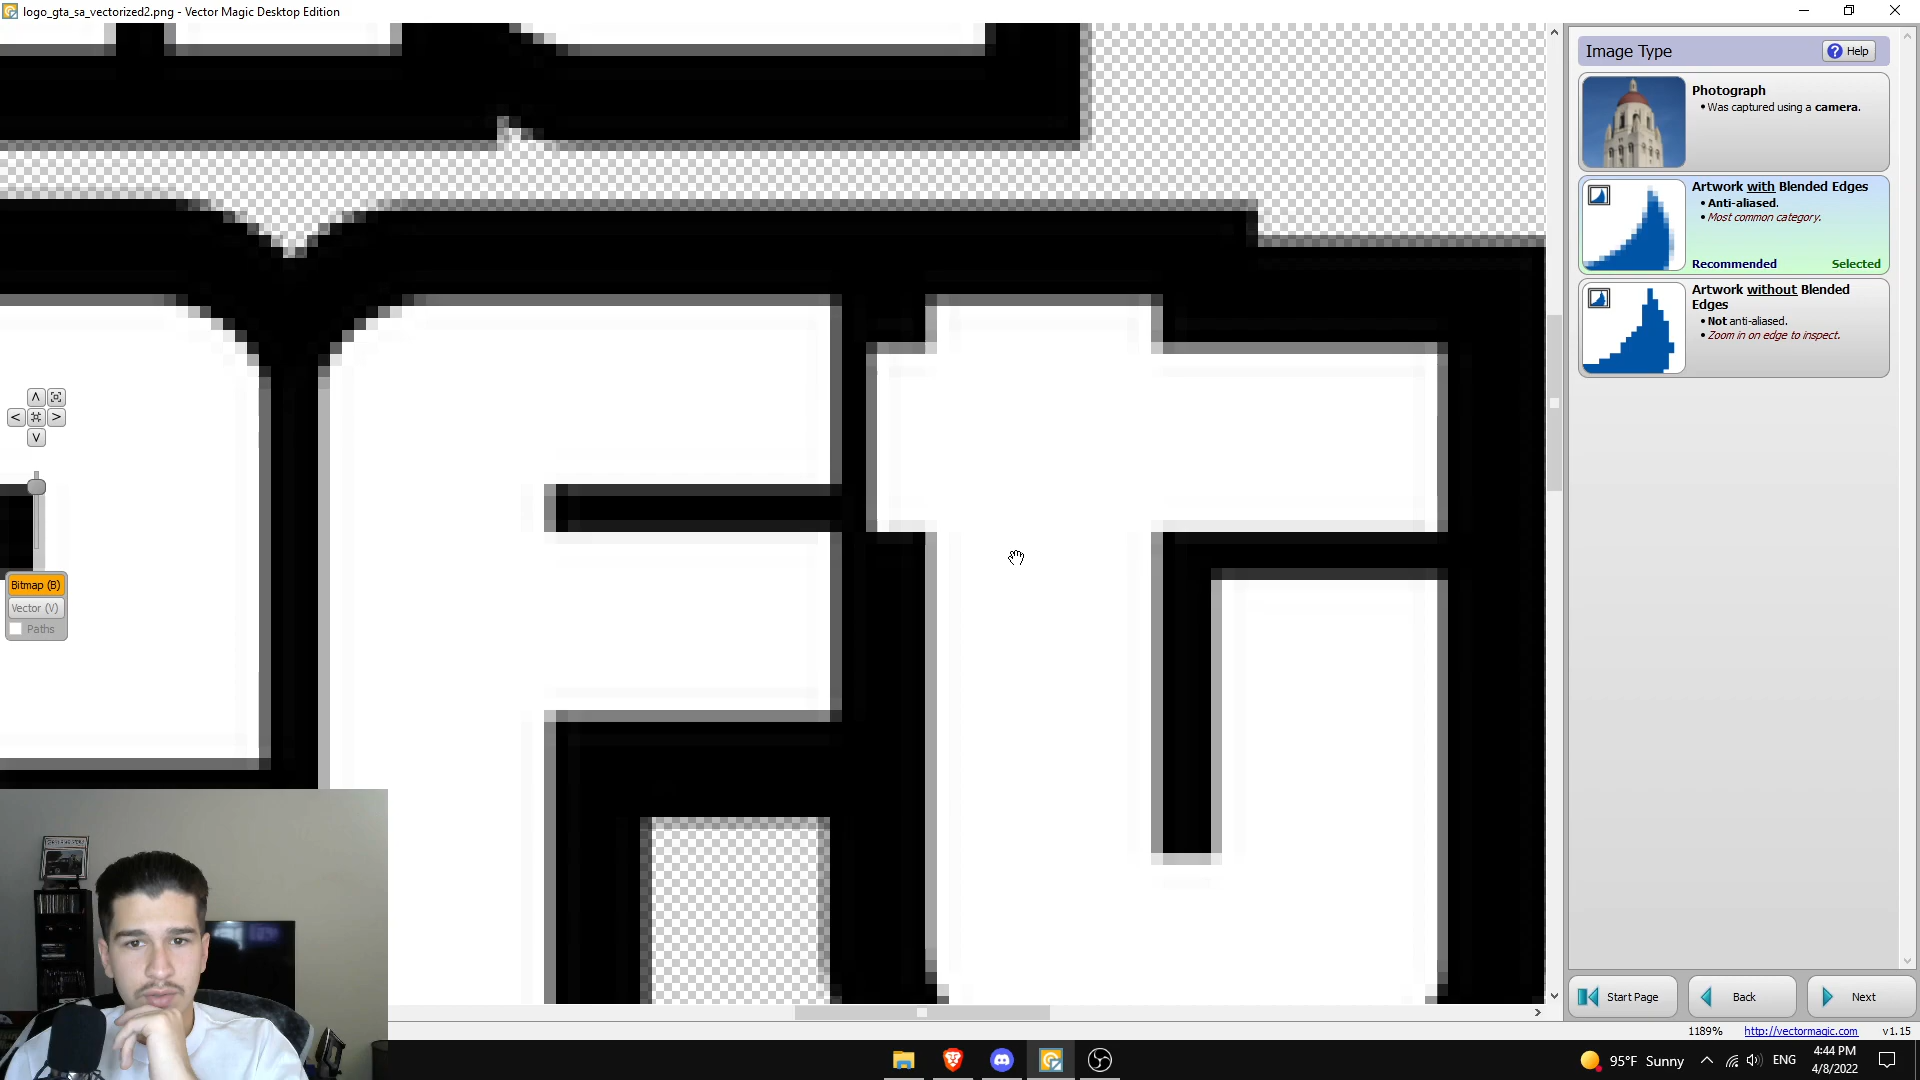 logo_gta_sa_vectorized2.png - Vector Magic Desktop Edition
Image Type
Help
Photograph
• Was captured using a camera.
Artwork with Blended Edges
• Anti-aliased.
• Most common category.
Recommended
Selected
Artwork without Blended
Edges
• Not anti-aliased.
• Zoom in on edge to inspect.
Bitmap (B)
Vector (V)
Paths
Start Page
Back
Next
1189%
http://vectormagic.com
v1.15
95°F Sunny
ENG
4:44 PM
4/8/2022